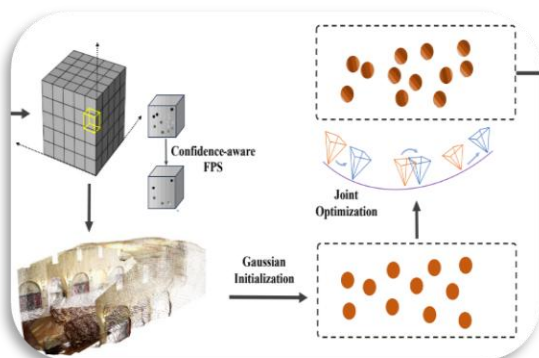 Confidence-aware
FPS
Joint
Optimization
Gaussian
Initialization